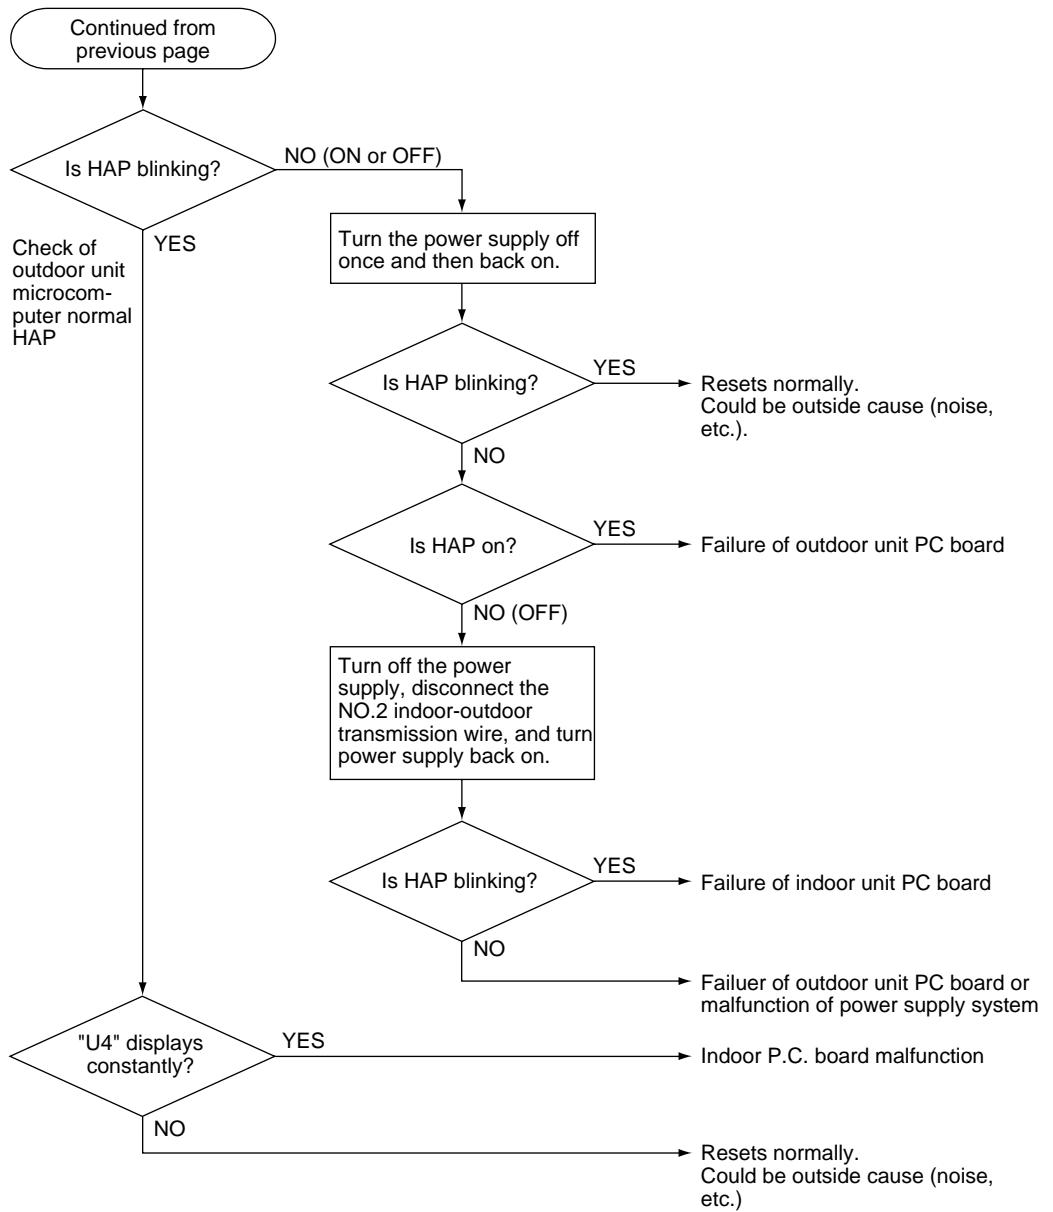 Continued from
previous page
Is HAP blinking?
NO (ON or OFF)
YES
Check of
outdoor unit
microcom-
puter normal
HAP
Turn the power supply off
once and then back on.
Is HAP blinking?
YES
Resets normally.
Could be outside cause (noise,
etc.).
NO
Is HAP on?
YES
Failure of outdoor unit PC board
NO (OFF)
Turn off the power
supply, disconnect the
NO.2 indoor-outdoor
transmission wire, and turn
power supply back on.
Is HAP blinking?
YES
Failure of indoor unit PC board
NO
Failuer of outdoor unit PC board or
malfunction of power supply system
"U4" displays
constantly?
YES
Indoor P.C. board malfunction
NO
Resets normally.
Could be outside cause (noise,
etc.)